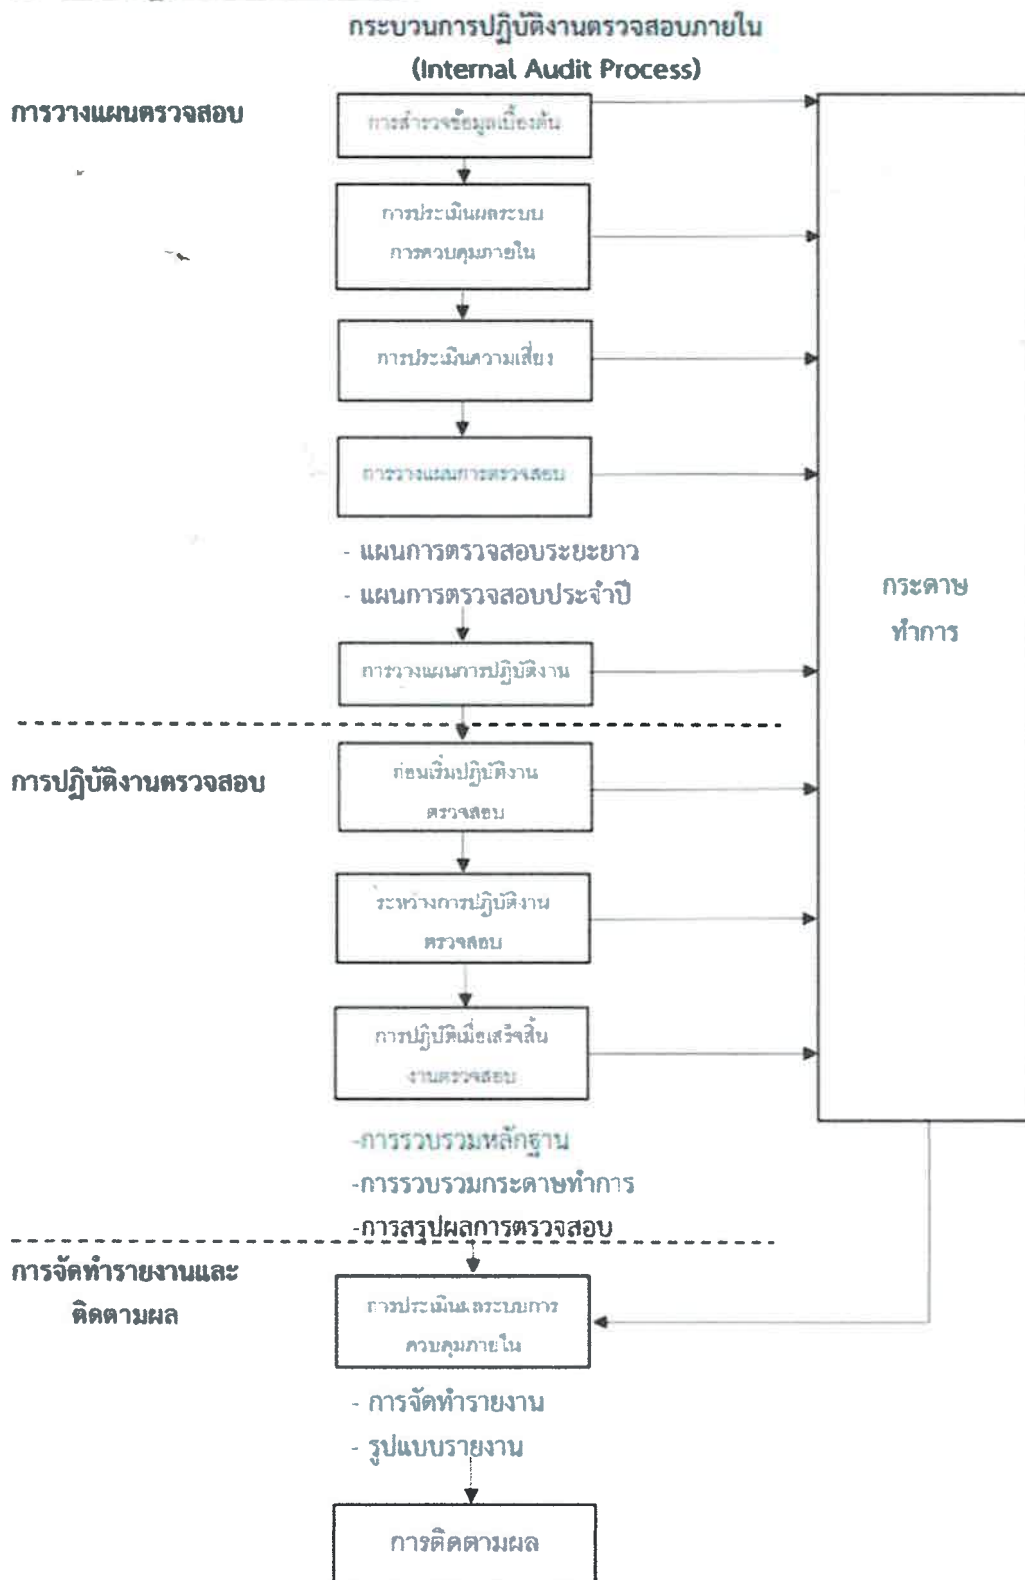 กระบวนการปฏิบัติงานตรวจสอบภายใน
(Internal Audit Process)
การวางแผนตรวจสอบ
การสำรวจข้อมูลเบื้องต้น
การประเมินผลระบบ
การควบคุมภายใน
การประเมินความเสี่ยง
การวางแผนการตรวจสอบ
- แผนการตรวจสอบระยะยาว
- แผนการตรวจสอบประจำปี
กระดาษ
ทำการ
การวางแผนการปฏิบัติงาน
การปฏิบัติงานตรวจสอบ
ก่อนเริ่มปฏิบัติงาน
ตรวจสอบ
ระหว่างการปฏิบัติงาน
ตรวจสอบ
การปฏิบัติเมื่อเสร็จสิ้น
งานตรวจสอบ
-การรวบรวมหลักฐาน
-การรวบรวมกระดาษทำการ
-การสรุปผลการตรวจสอบ
การจัดทำรายงานและ
ติดตามผล
การประเมินผลระบบการ
ควบคุมภายใน
- การจัดทำรายงาน
- รูปแบบรายงาน
การติดตามผล